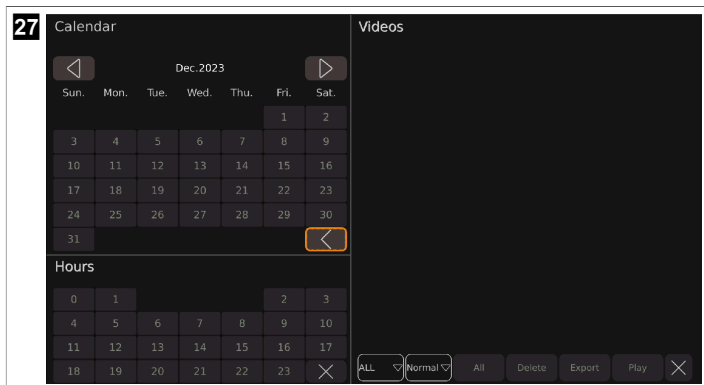 27
Calendar
Dec.2023
Sun. Mon. Tue. Wed. Thu. Fri. Sat.
1 2
3 4 5 6 7 8 9
10 11 12 13 14 15 16
17 18 19 20 21 22 23
24 25 26 27 28 29 30
31
Hours
0 1 2 3
4 5 6 7 8 9 10
11 12 13 14 15 16 17
18 19 20 21 22 23
Videos
ALL Normal All Delete Export Play